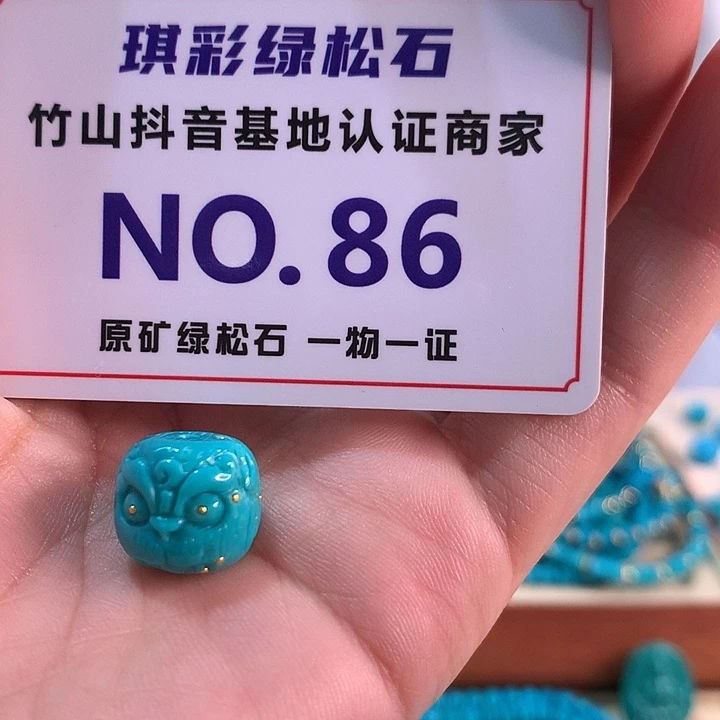 琪彩绿松石
竹山抖音基地认证商家
NO.86
原矿绿松石 一物一证